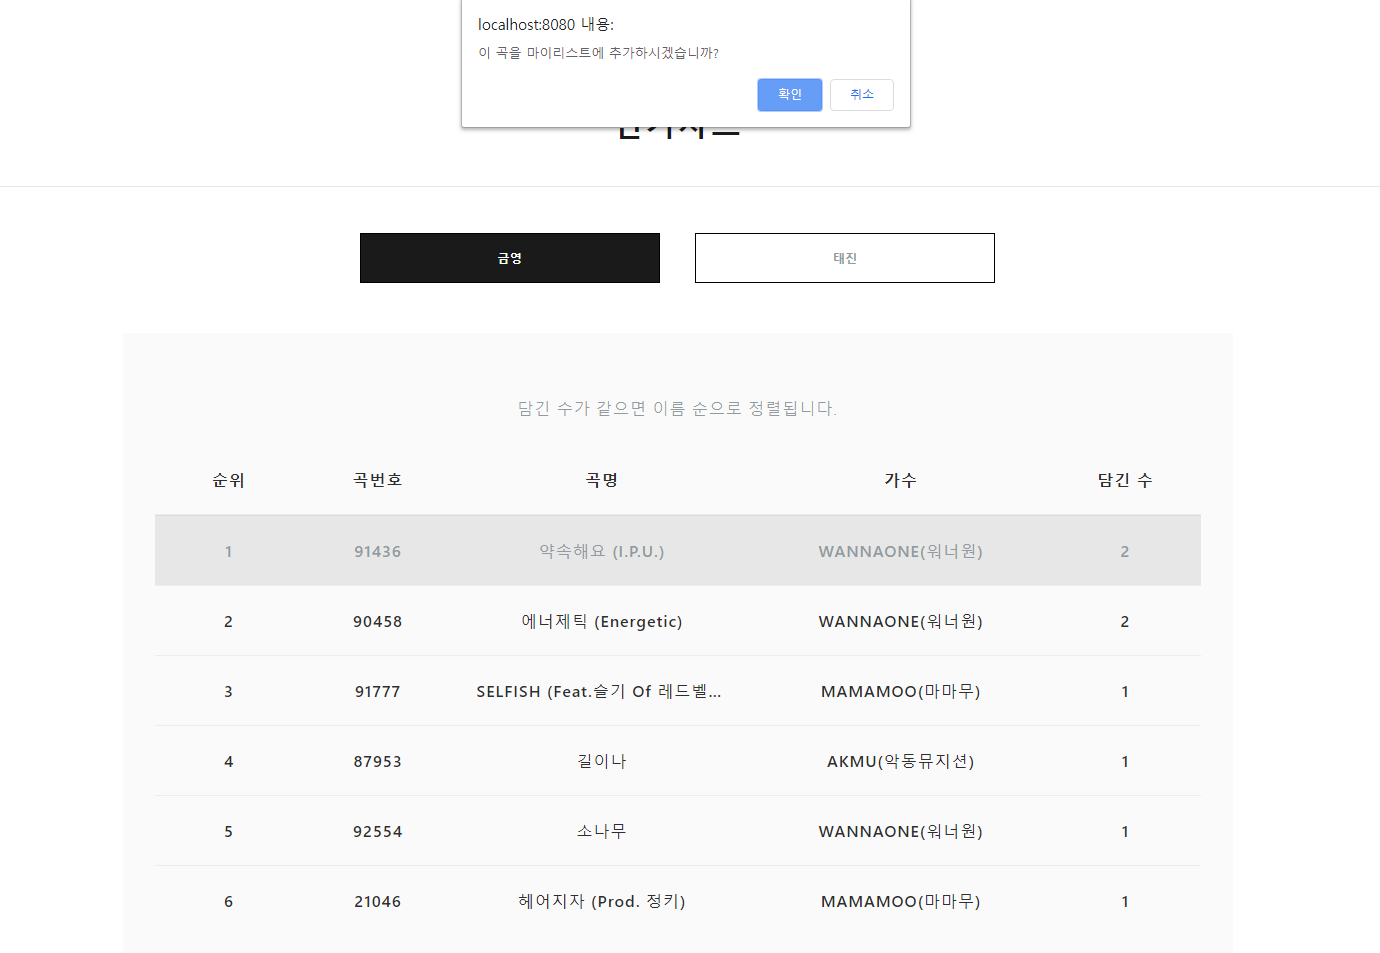 localhost:8080 내용:
이 곡을 마이리스트에 추가하시겠습니까?
확인 취소
금영 태진
담긴 수가 같으면 이름 순으로 정렬됩니다.
순위 곡번호 곡명 가수 담긴 수
1 91436 약속해요 (I.P.U.) WANNAONE(워너원) 2
2 90458 에너제틱 (Energetic) WANNAONE(워너원) 2
3 91777 SELFISH (Feat.슬기 Of 레드벨... MAMAMOO(마마무) 1
4 87953 길이나 AKMU(악동뮤지션) 1
5 92554 소나무 WANNAONE(워너원) 1
6 21046 헤어지자 (Prod. 정키) MAMAMOO(마마무) 1